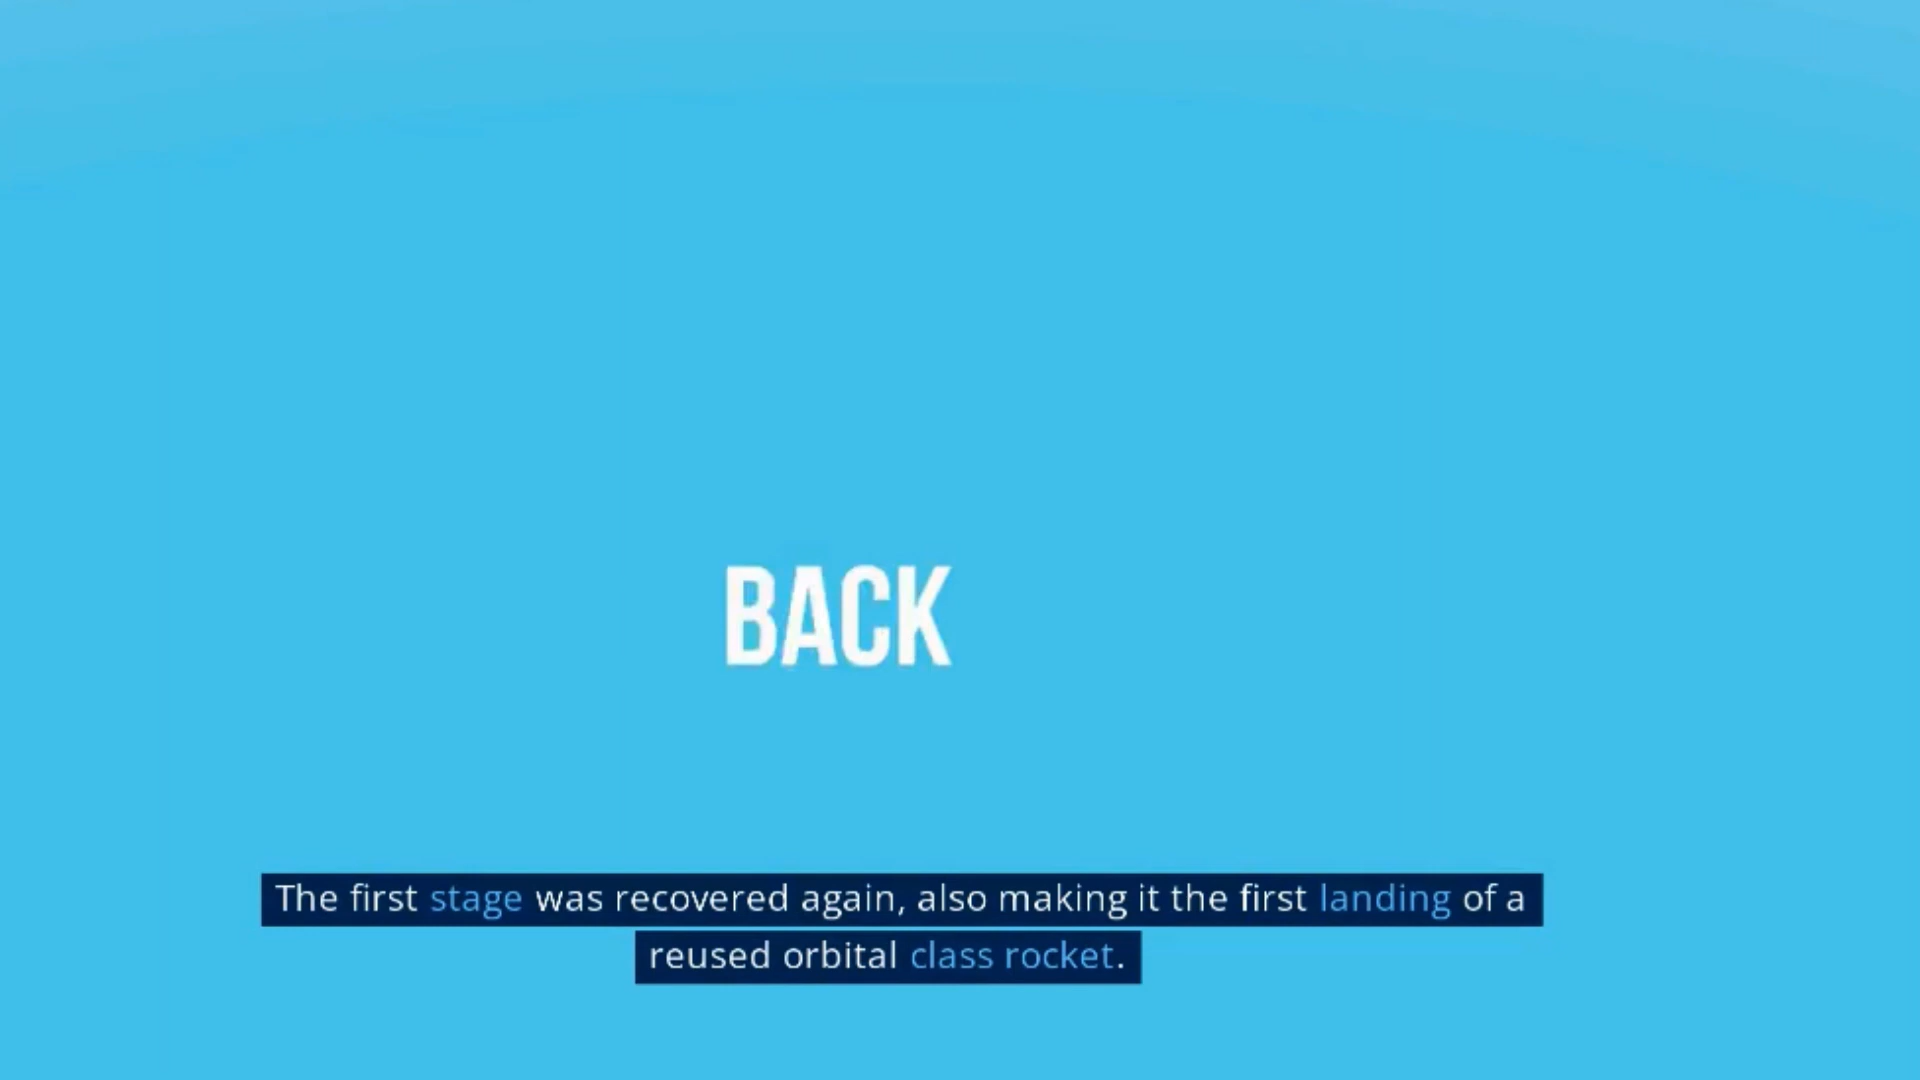 BACK
The first stage was recovered again, also making it the first landing of a
reused orbital class rocket.